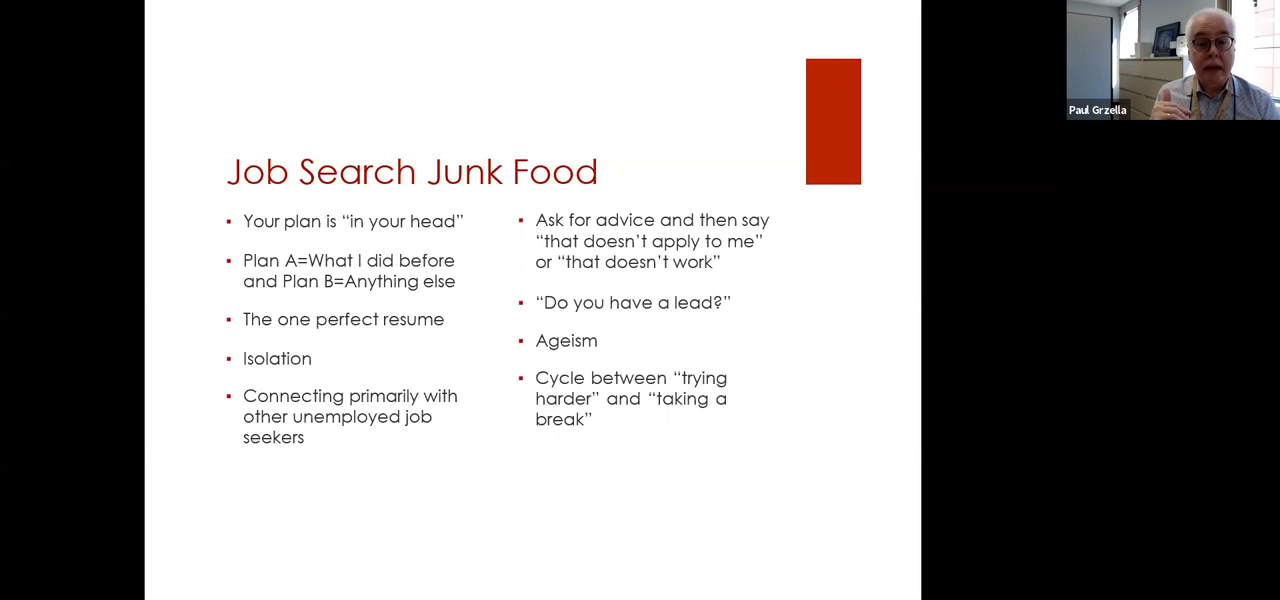 Job Search Junk Food
▪ Your plan is “in your head”
▪ Plan A=What I did before
and Plan B=Anything else
▪ The one perfect resume
▪ Isolation
▪ Connecting primarily with
other unemployed job
seekers
▪ Ask for advice and then say
“that doesn’t apply to me”
or “that doesn’t work”
▪ “Do you have a lead?”
▪ Ageism
▪ Cycle between “trying
harder” and “taking a
break”
Paul Grzella